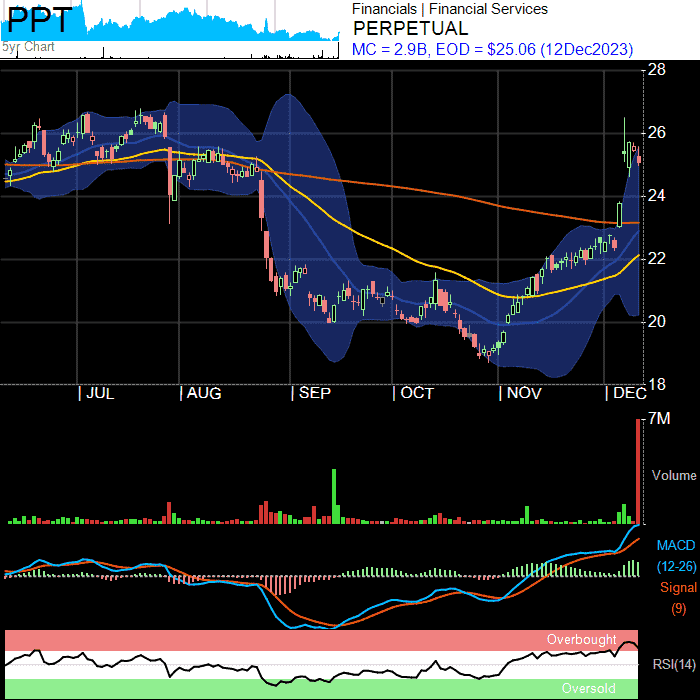 PPT
5yr Chart
Financials | Financial Services
PERPETUAL
MC = 2.9B, EOD = $25.06 (12Dec2023)
28
26
24
22
20
18
JUL
AUG
SEP
OCT
NOV
DEC
7M
Volume
MACD
(12-26)
Signal
(9)
Overbought
RSI(14)
Oversold